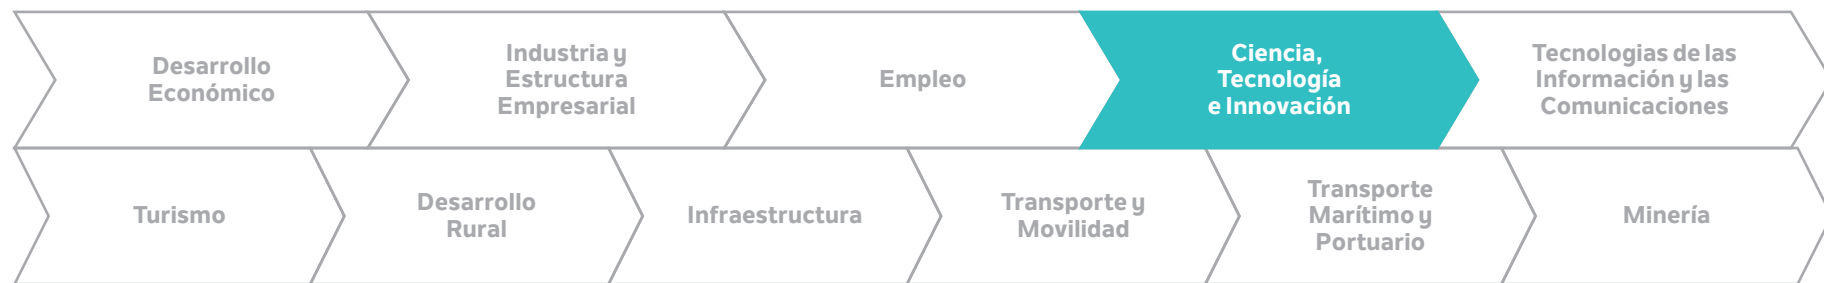 Desarrollo
Económico
Industria y
Estructura
Empresarial
Empleo
Ciencia,
Tecnología
e Innovación
Tecnologias de las
Información y las
Comunicaciones
Turismo
Desarrollo
Rural
Infraestructura
Transporte y
Movilidad
Transporte
Marítimo y
Portuario
Minería